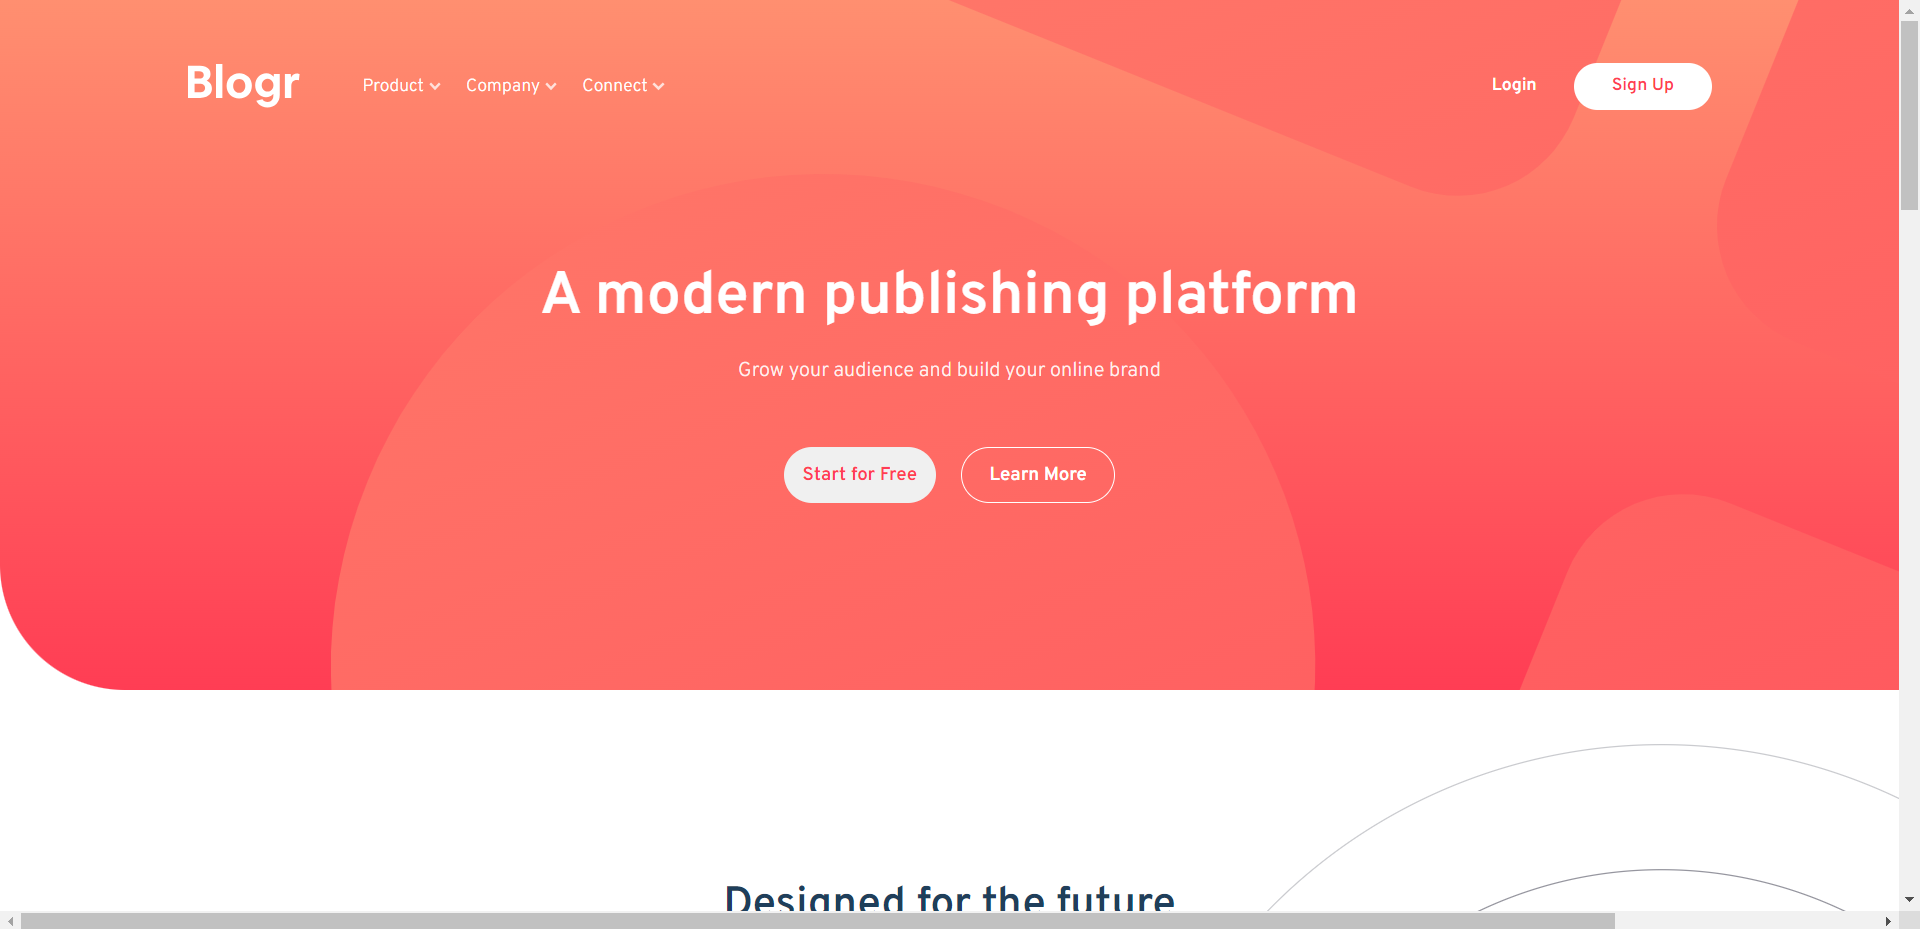 Blogr
Product
Company
Connect
Login
Sign Up
A modern publishing platform
Grow your audience and build your online brand
Start for Free
Learn More
Designed for the future